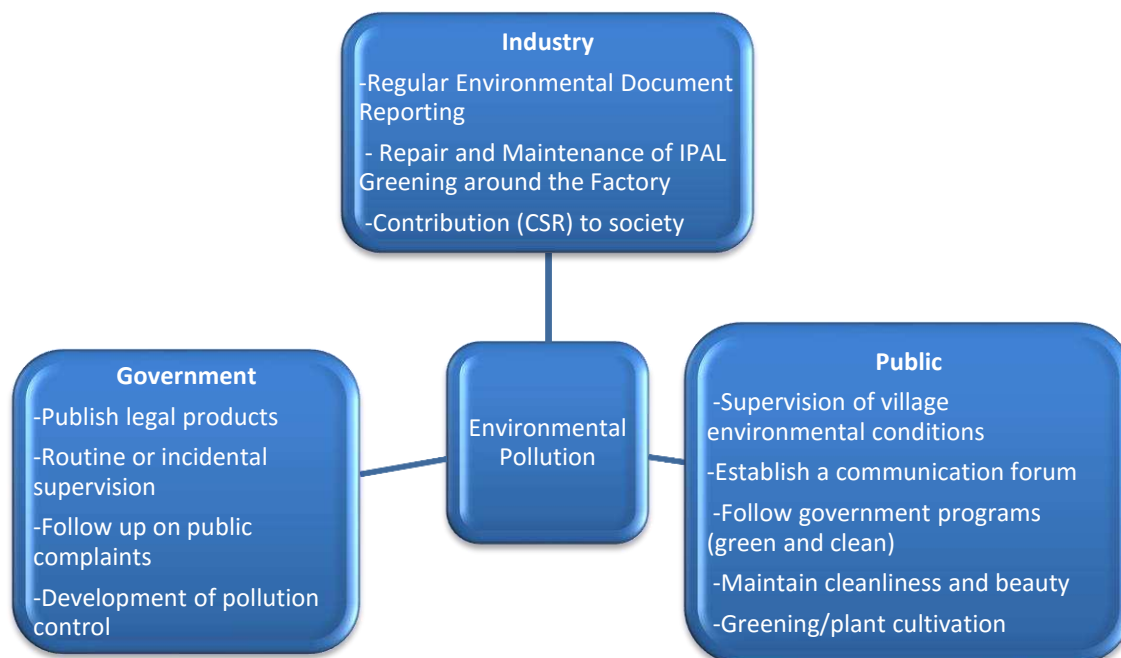 Industry
-Regular Environmental Document
Reporting
- Repair and Maintenance of IPAL
Greening around the Factory
-Contribution (CSR) to society
Environmental
Pollution
Government
-Publish legal products
-Routine or incidental
supervision
-Follow up on public
complaints
-Development of pollution
control
Public
-Supervision of village
environmental conditions
-Establish a communication forum
-Follow government programs
(green and clean)
-Maintain cleanliness and beauty
-Greening/plant cultivation